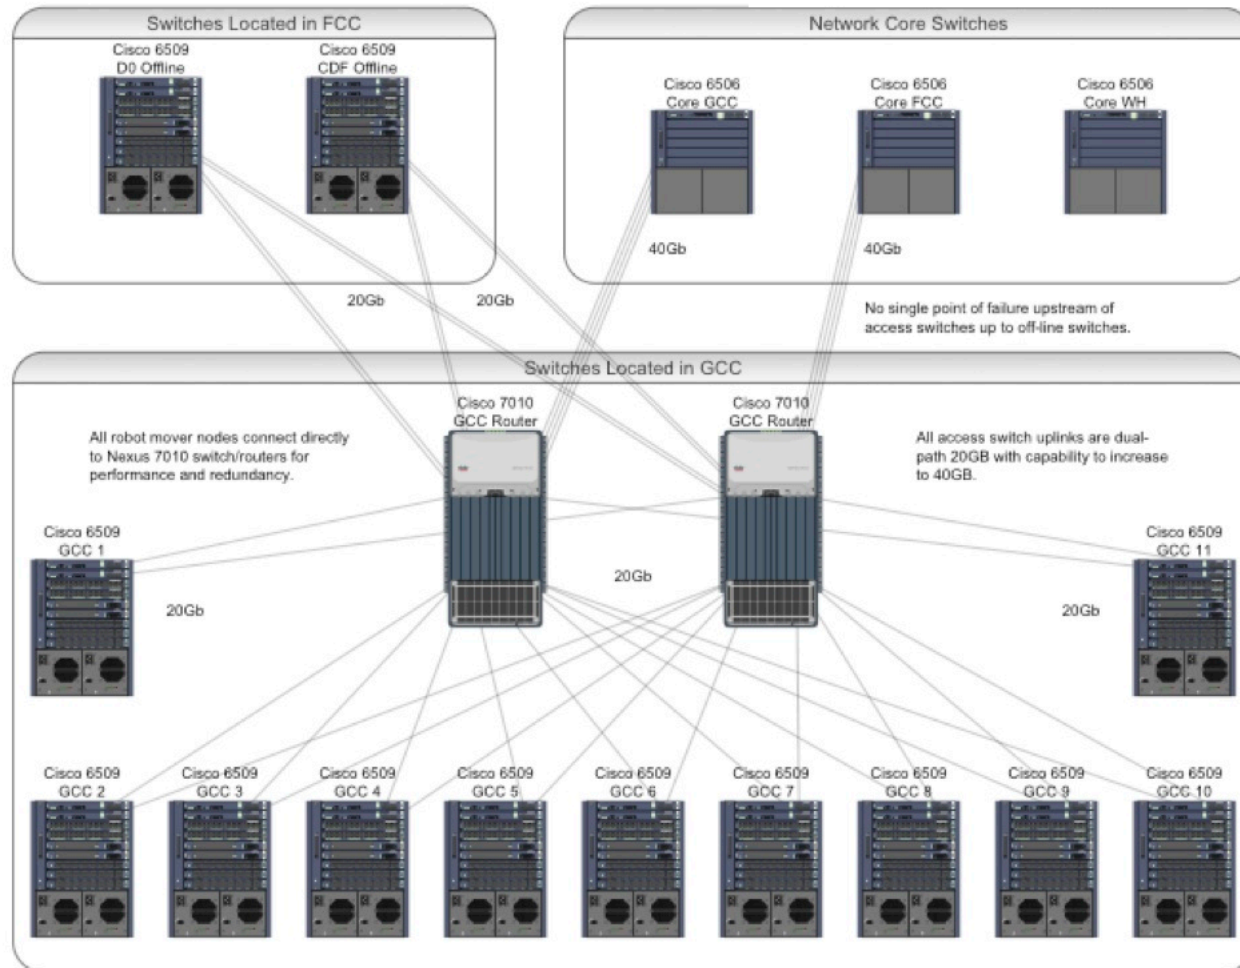 Switches Located in FCC
Cisco 6509
D0 Offline
Cisco 6509
CDF Offline
Network Core Switches
Cisco 6506
Core GCC
Cisco 6506
Core FCC
Cisco 6506
Core WH
40Gb
40Gb
20Gb
20Gb
No single point of failure upstream of
access switches up to off-line switches.
Switches Located in GCC
Cisco 7010
GCC Router
Cisco 7010
GCC Router
All robot mover nodes connect directly
to Nexus 7010 switch/routers for
performance and redundancy.
All access switch uplinks are dual-
path 20GB with capability to increase
to 40GB.
Cisco 6509
GCC 1
Cisco 6509
GCC 11
20Gb
20Gb
20Gb
Cisco 6509
GCC 2
Cisco 6509
GCC 3
Cisco 6509
GCC 4
Cisco 6509
GCC 5
Cisco 6509
GCC 6
Cisco 6509
GCC 7
Cisco 6509
GCC 8
Cisco 6509
GCC 9
Cisco 6509
GCC 10